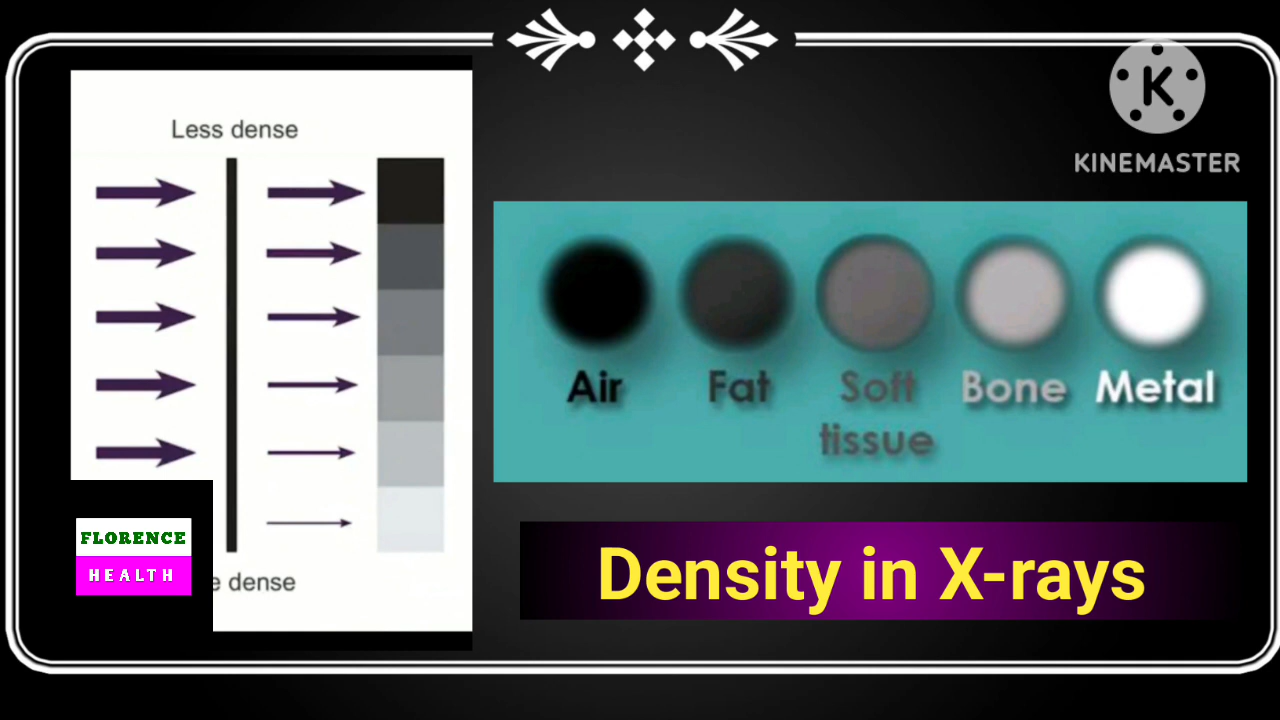 Less dense
K
KINEMASTER
Air
Fat
Soft
tissue
Bone
Metal
FLORENCE
HEALTH
dense
Density in X-rays